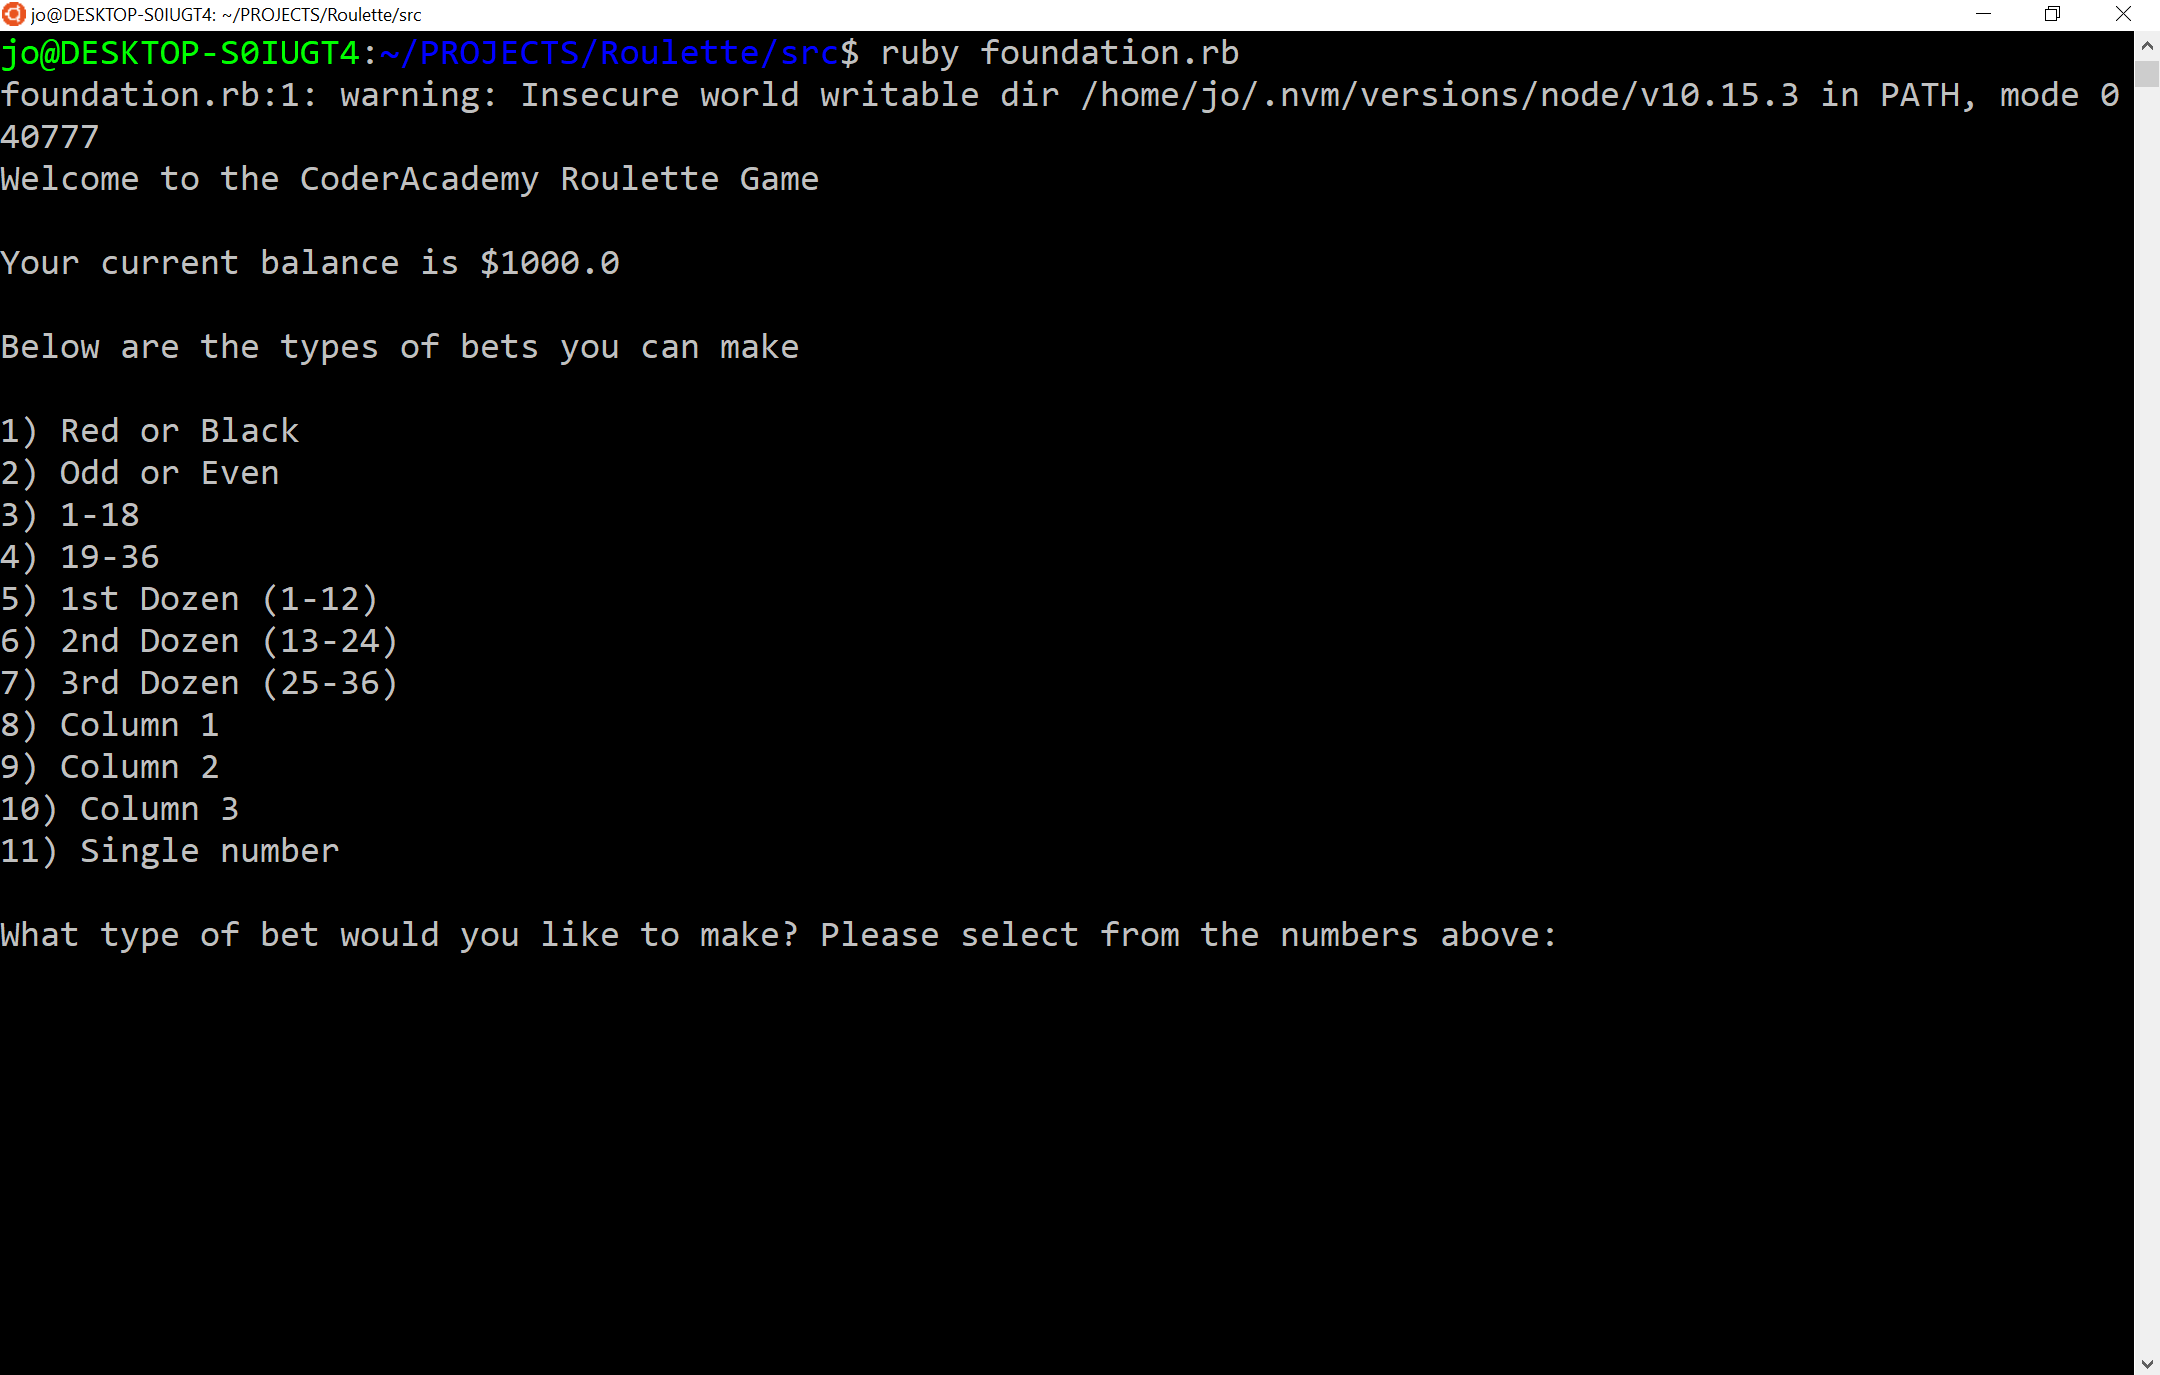 jo@DESKTOP-S0IUGT4: ~/PROJECTS/Roulette/src
jo@DESKTOP-S0IUGT4:~/PROJECTS/Roulette/src$ ruby foundation.rb
foundation.rb:1: warning: Insecure world writable dir /home/jo/.nvm/versions/node/v10.15.3 in PATH, mode 0
40777
Welcome to the CoderAcademy Roulette Game
Your current balance is $1000.0
Below are the types of bets you can make
1) Red or Black
2) Odd or Even
3) 1-18
4) 19-36
5) 1st Dozen (1-12)
6) 2nd Dozen (13-24)
7) 3rd Dozen (25-36)
8) Column 1
9) Column 2
10) Column 3
11) Single number
What type of bet would you like to make? Please select from the numbers above: